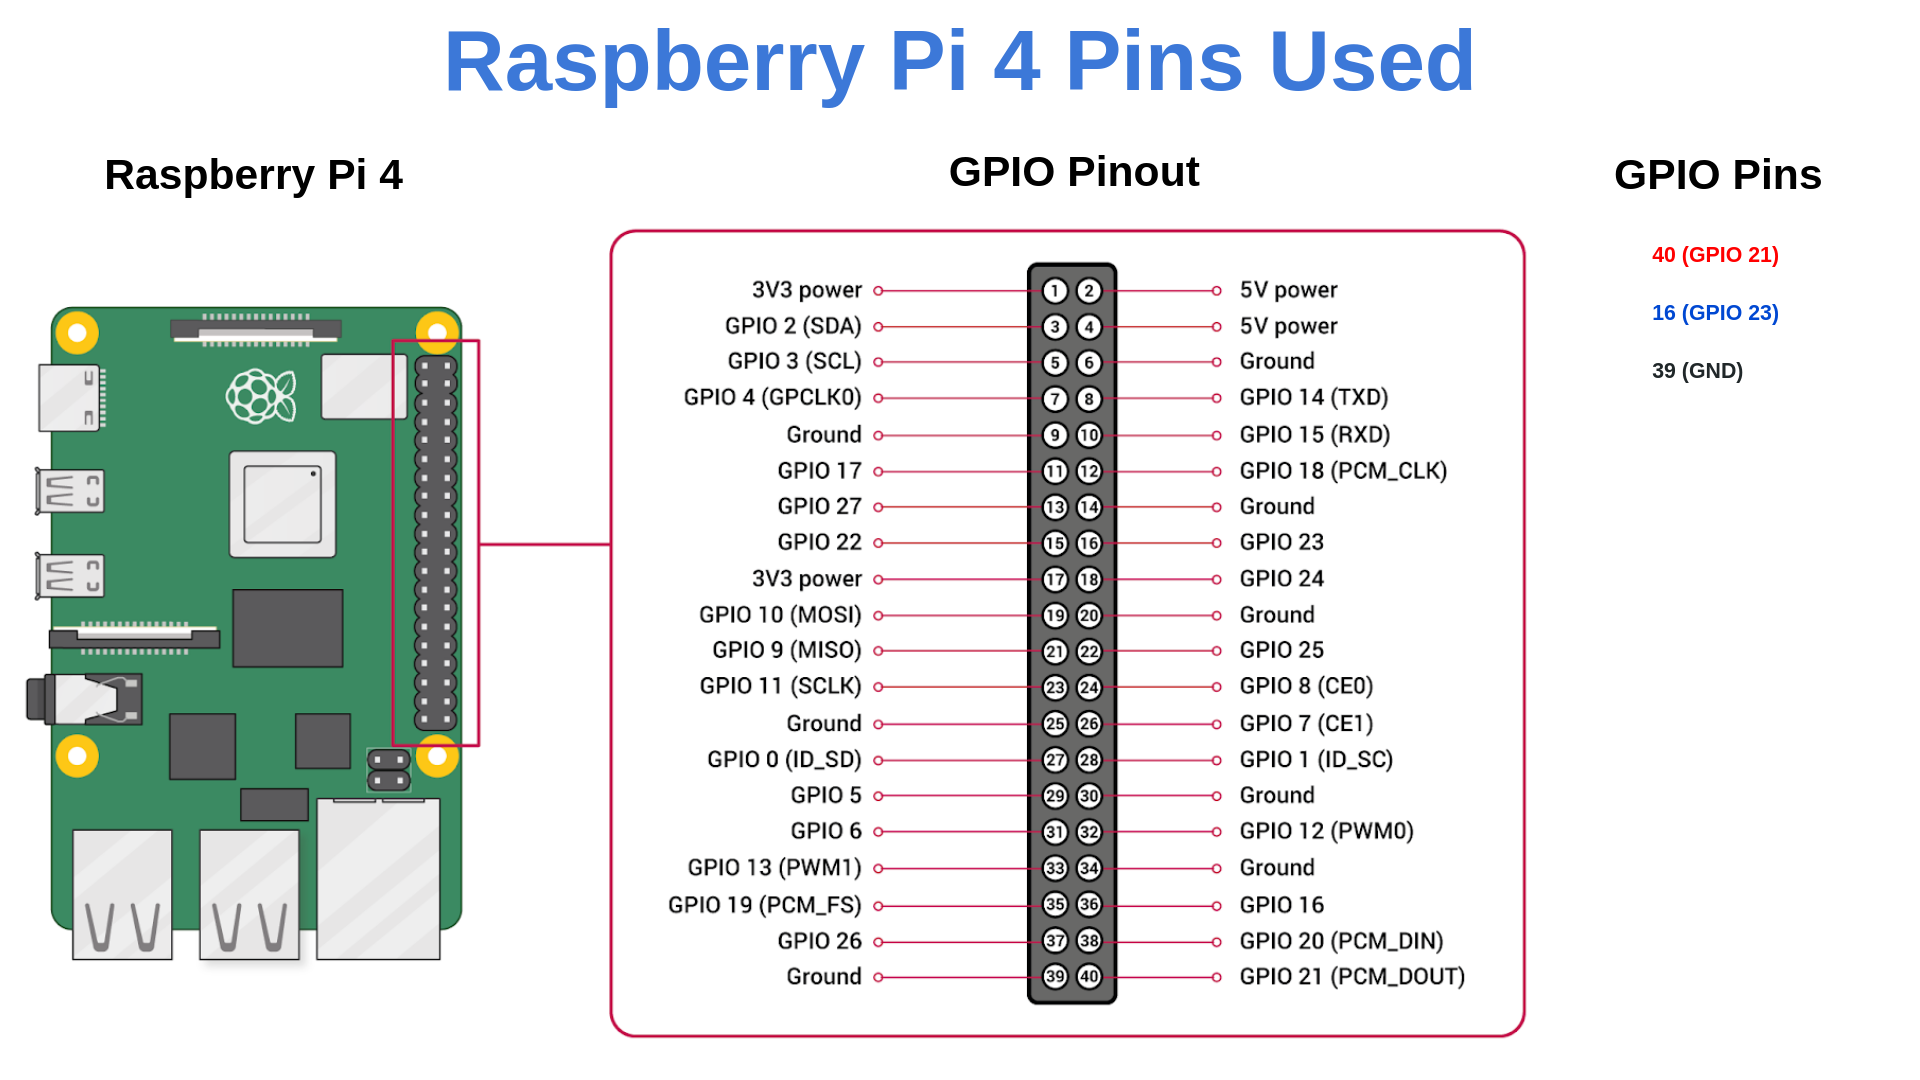 Raspberry Pi 4 Pins Used
Raspberry Pi 4
GPIO Pinout
GPIO Pins
3V3 power 1 2 5V power
GPIO 2 (SDA) 3 4 5V power
GPIO 3 (SCL) 5 6 Ground
GPIO 4 (GPCLK0) 7 8 GPIO 14 (TXD)
Ground 9 10 GPIO 15 (RXD)
GPIO 17 11 12 GPIO 18 (PCM_CLK)
GPIO 27 13 14 Ground
GPIO 22 15 16 GPIO 23
3V3 power 17 18 GPIO 24
GPIO 10 (MOSI) 19 20 Ground
GPIO 9 (MISO) 21 22 GPIO 25
GPIO 11 (SCLK) 23 24 GPIO 8 (CE0)
Ground 25 26 GPIO 7 (CE1)
GPIO 0 (ID_SD) 27 28 GPIO 1 (ID_SC)
GPIO 5 29 30 Ground
GPIO 6 31 32 GPIO 12 (PWM0)
GPIO 13 (PWM1) 33 34 Ground
GPIO 19 (PCM_FS) 35 36 GPIO 16
GPIO 26 37 38 GPIO 20 (PCM_DIN)
Ground 39 40 GPIO 21 (PCM_DOUT)
40 (GPIO 21)
16 (GPIO 23)
39 (GND)